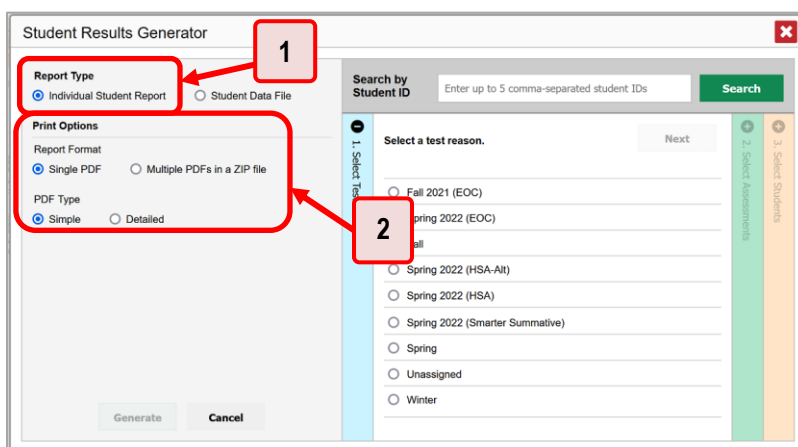 Student Results Generator
1
Report Type
Individual Student Report Student Data File
Print Options
Report Format
Single PDF Multiple PDFs in a ZIP file
PDF Type
Simple Detailed
2
Generate Cancel
Search by
Student ID
Enter up to 5 comma-separated student IDs
Search
1. Select
Select a test reason.
Next
Fall 2021 (EOC)
Spring 2022 (EOC)
Fall
Spring 2022 (HSA-Alt)
Spring 2022 (HSA)
Spring 2022 (Smarter Summative)
Spring
Unassigned
Winter
2. Select Assessments
3. Select Students